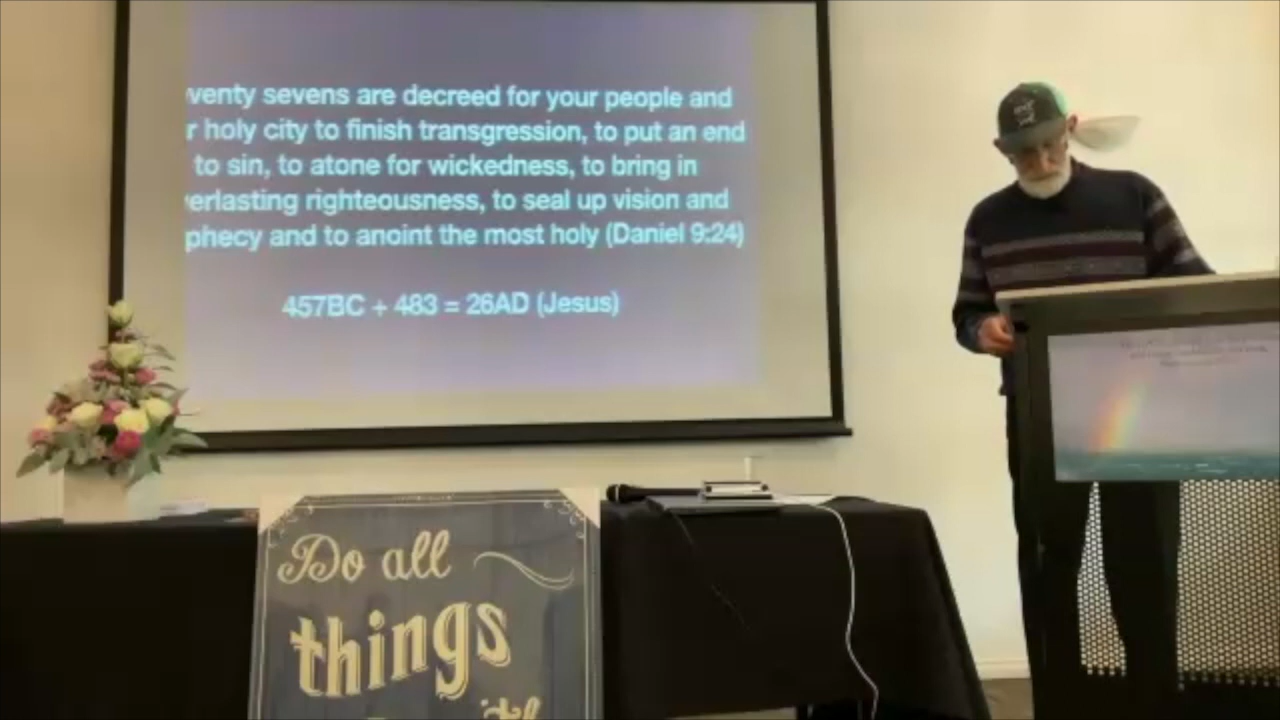 venty sevens are decreed for your people and
r holy city to finish transgression, to put an end
to sin, to atone for wickedness, to bring in
erlasting righteousness, to seal up vision and
phecy and to anoint the most holy (Daniel 9:24)
457BC + 483 = 26AD (Jesus)
Do all
things